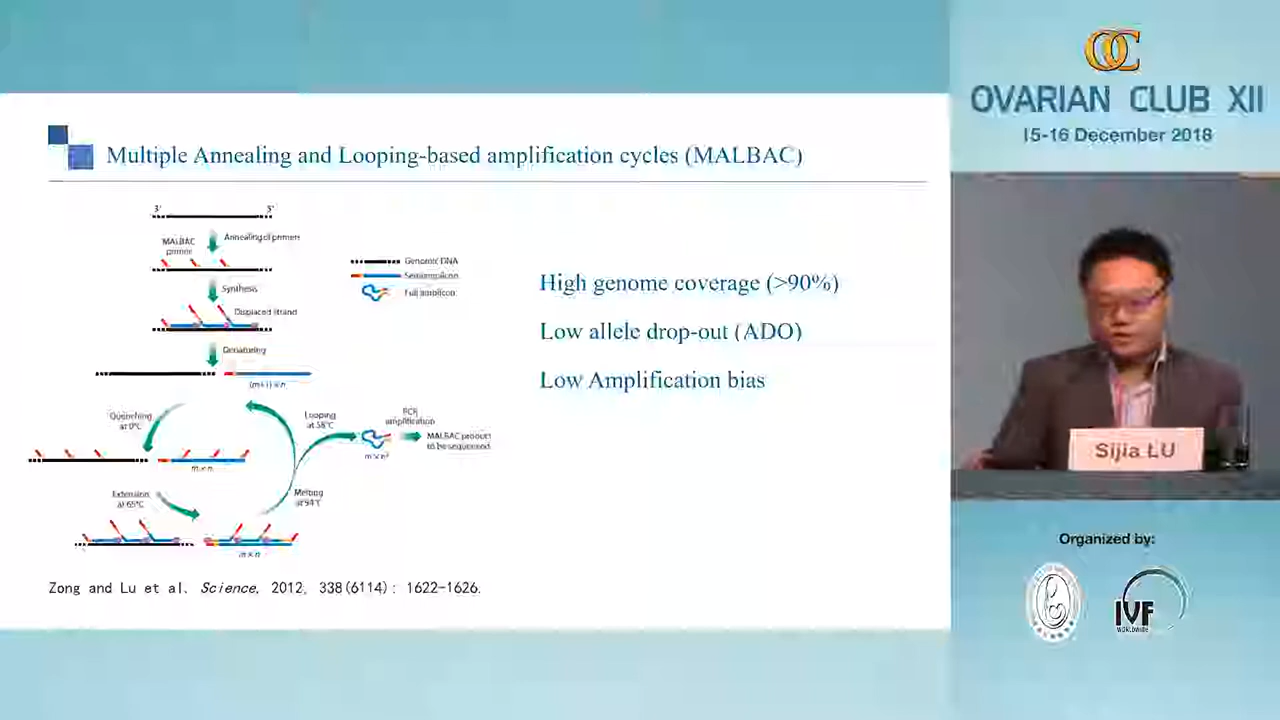 OC
OVARIAN CLUB XII
15-16 December 2018
Multiple Annealing and Looping-based amplification cycles (MALBAC)
3'
5'
Annealing of primers
MALBAC
primer
Synthesis
Displaced strand
Denaturing
Genomic DNA
Semiamplicon
Full amplicon
Quenching
at 0°C
Looping
at 58°C
PCR
amplification
MALBAC product
to be sequenced
m × n
Extension
at 65°C
Melting
at 94°C
m × n
High genome coverage (>90%)
Low allele drop-out (ADO)
Low Amplification bias
Zong and Lu et al. Science, 2012, 338(6114): 1622-1626.
Sijia LU
Organized by:
IVF
WORLDWIDE